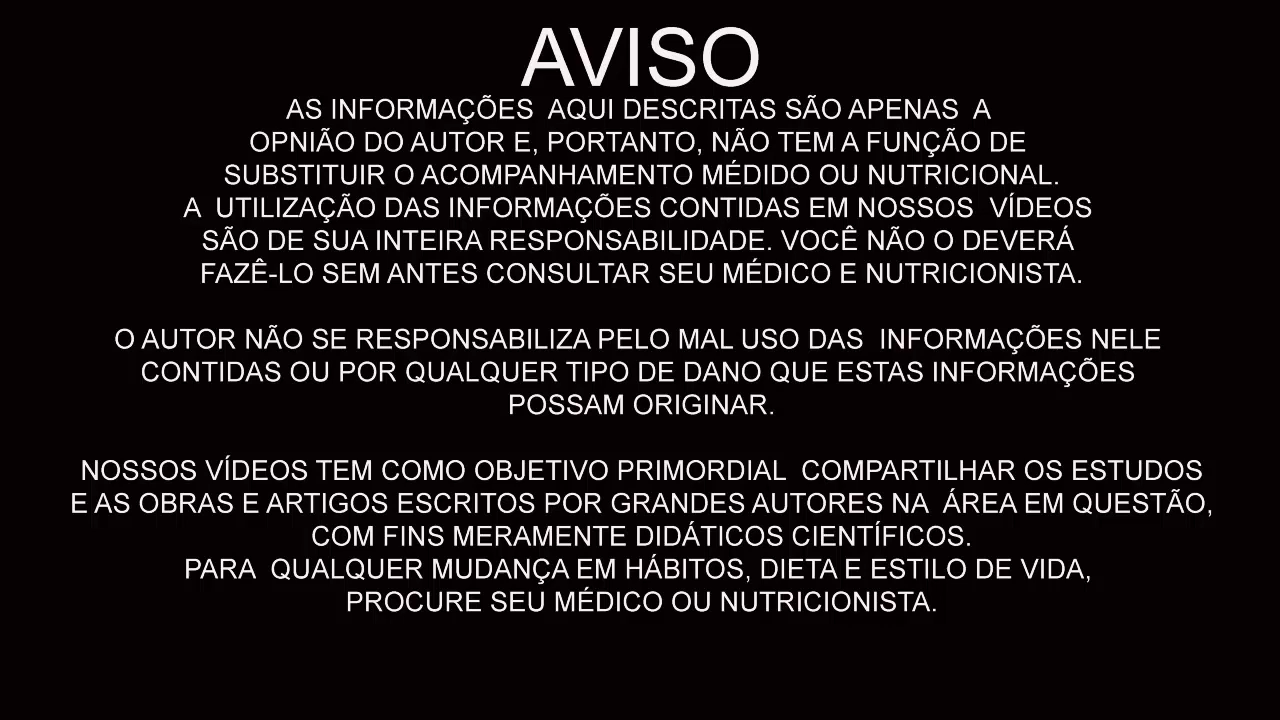 AVISO
AS INFORMAÇÕES AQUI DESCRITAS SÃO APENAS A
OPNIÃO DO AUTOR E, PORTANTO, NÃO TEM A FUNÇÃO DE
SUBSTITUIR O ACOMPANHAMENTO MÉDIDO OU NUTRICIONAL.
A UTILIZAÇÃO DAS INFORMAÇÕES CONTIDAS EM NOSSOS VÍDEOS
SÃO DE SUA INTEIRA RESPONSABILIDADE. VOCÊ NÃO O DEVERÁ
FAZÊ-LO SEM ANTES CONSULTAR SEU MÉDICO E NUTRICIONISTA.
O AUTOR NÃO SE RESPONSABILIZA PELO MAL USO DAS INFORMAÇÕES NELE
CONTIDAS OU POR QUALQUER TIPO DE DANO QUE ESTAS INFORMAÇÕES
POSSAM ORIGINAR.
NOSSOS VÍDEOS TEM COMO OBJETIVO PRIMORDIAL COMPARTILHAR OS ESTUDOS
E AS OBRAS E ARTIGOS ESCRITOS POR GRANDES AUTORES NA ÁREA EM QUESTÃO,
COM FINS MERAMENTE DIDÁTICOS CIENTÍFICOS.
PARA QUALQUER MUDANÇA EM HÁBITOS, DIETA E ESTILO DE VIDA,
PROCURE SEU MÉDICO OU NUTRICIONISTA.